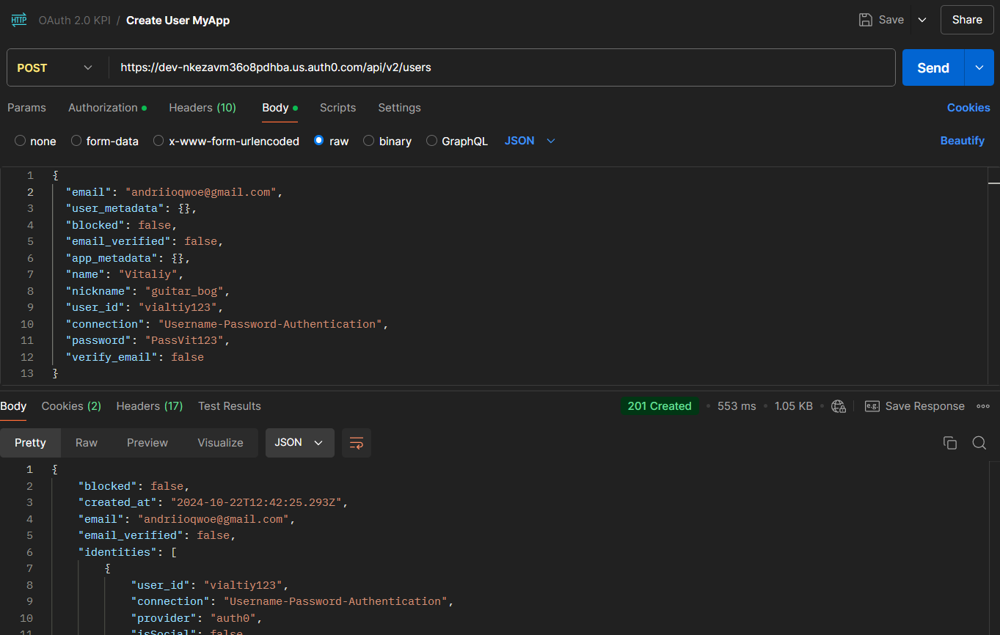 HTTP OAuth 2.0 KPI / Create User MyApp Save Share
POST https://dev-nkezavm36o8pdhba.us.auth0.com/api/v2/users Send
Params Authorization Headers (10) Body Scripts Settings Cookies
none form-data x-www-form-urlencoded raw binary GraphQL JSON Beautify
1 {
2 "email": "andriioqwoe@gmail.com",
3 "user_metadata": {},
4 "blocked": false,
5 "email_verified": false,
6 "app_metadata": {},
7 "name": "Vitaliy",
8 "nickname": "guitar_bog",
9 "user_id": "vialtiy123",
10 "connection": "Username-Password-Authentication",
11 "password": "PassVit123",
12 "verify_email": false
13 }
Body Cookies (2) Headers (17) Test Results 201 Created 553 ms 1.05 KB e.g. Save Response
Pretty Raw Preview Visualize JSON
1 {
2 "blocked": false,
3 "created_at": "2024-10-22T12:42:25.293Z",
4 "email": "andriioqwoe@gmail.com",
5 "email_verified": false,
6 "identities": [
7 {
8 "user_id": "vialtiy123",
9 "connection": "Username-Password-Authentication",
10 "provider": "auth0",
11 "isSocial": false